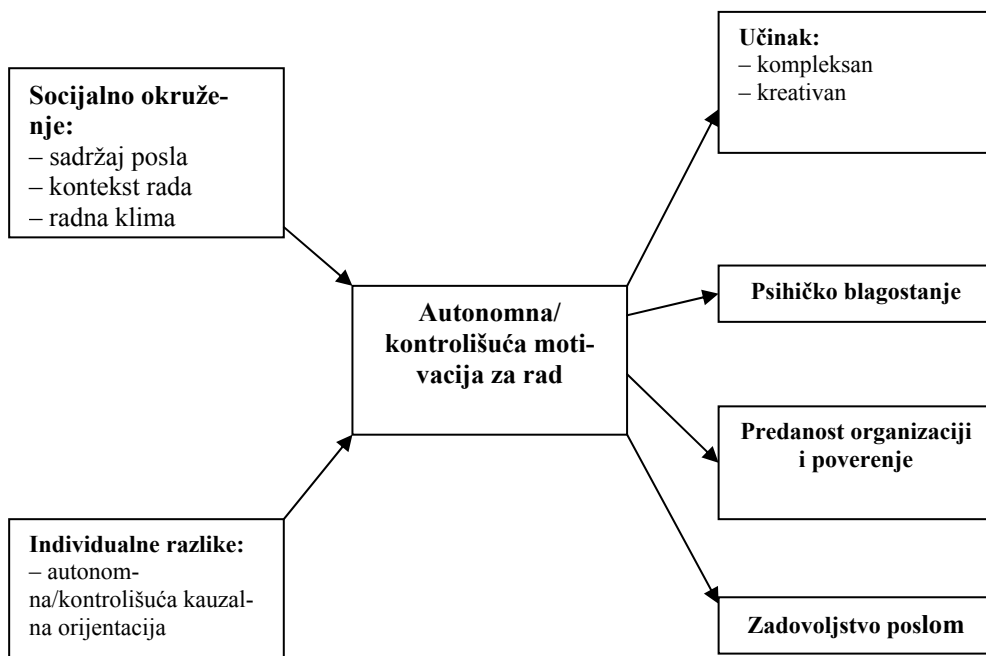 Socijalno okruže-
nje:
– sadržaj posla
– kontekst rada
– radna klima
Individualne razlike:
– autonom-
na/kontrolišuća kauzal-
na orijentacija
Autonomna/
kontrolišuća moti-
vacija za rad
Učinak:
– kompleksan
– kreativan
Psihičko blagostanje
Predanost organizaciji
i poverenje
Zadovoljstvo poslom